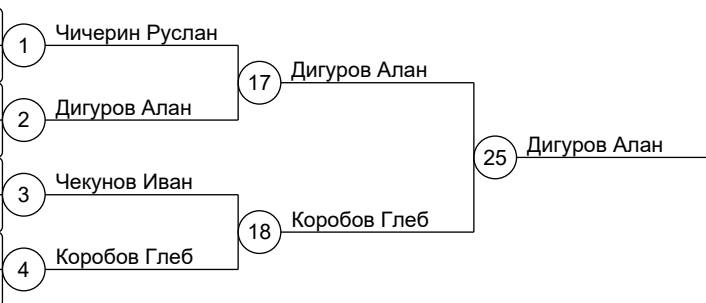 1 Чичерин Руслан
17 Дигуров Алан
2 Дигуров Алан
25 Дигуров Алан
3 Чекунов Иван
18 Коробов Глеб
4 Коробов Глеб